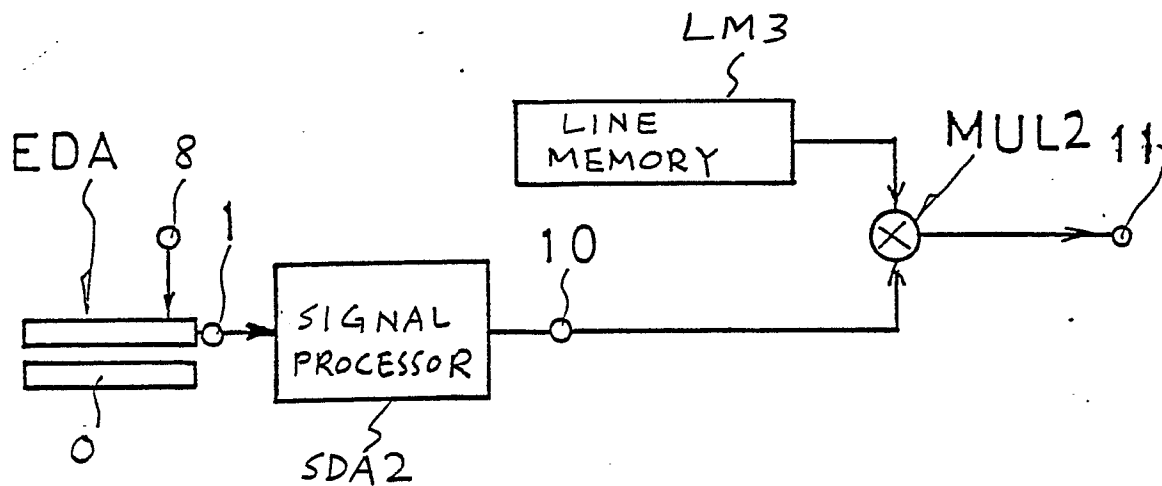 LM3
LINE
MEMORY
MUL2
11
EDA
8
1
10
SIGNAL
PROCESSOR
O
SDA2